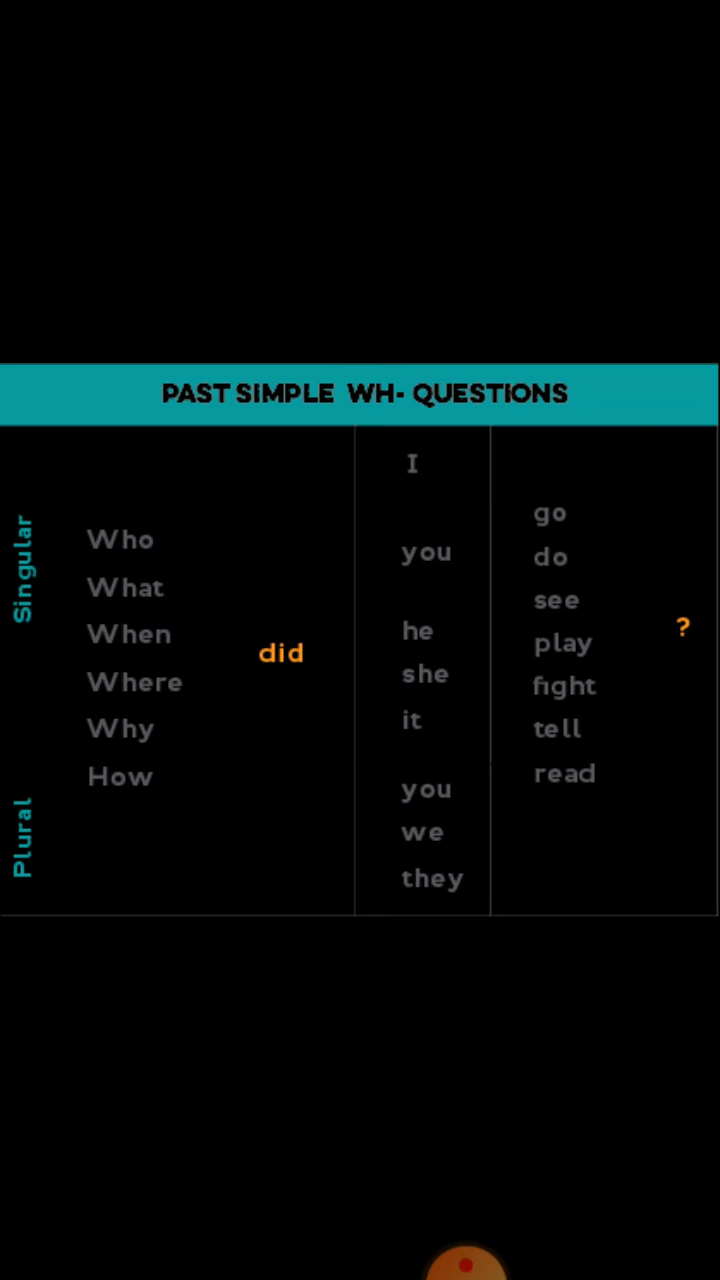 PAST SIMPLE WH- QUESTIONS
Singular
Plural
Who
What
When
Where
Why
How
did
I
you
he
she
it
you
we
they
go
do
see
play
fight
tell
read
?